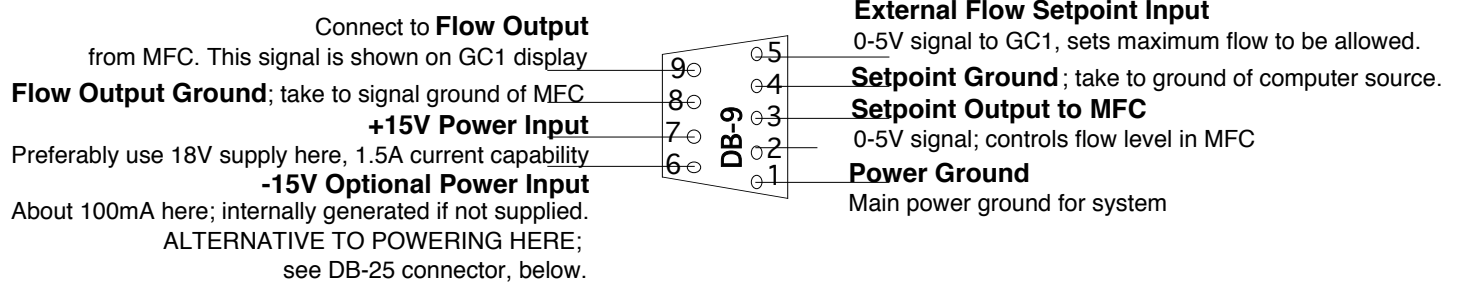 Connect to Flow Output
from MFC. This signal is shown on GC1 display
Flow Output Ground; take to signal ground of MFC
+15V Power Input
Preferably use 18V supply here, 1.5A current capability
-15V Optional Power Input
About 100mA here; internally generated if not supplied.
ALTERNATIVE TO POWERING HERE;
see DB-25 connector, below.
9
8
7
6
DB-9
5
4
3
2
1
External Flow Setpoint Input
0-5V signal to GC1, sets maximum flow to be allowed.
Setpoint Ground; take to ground of computer source.
Setpoint Output to MFC
0-5V signal; controls flow level in MFC
Power Ground
Main power ground for system